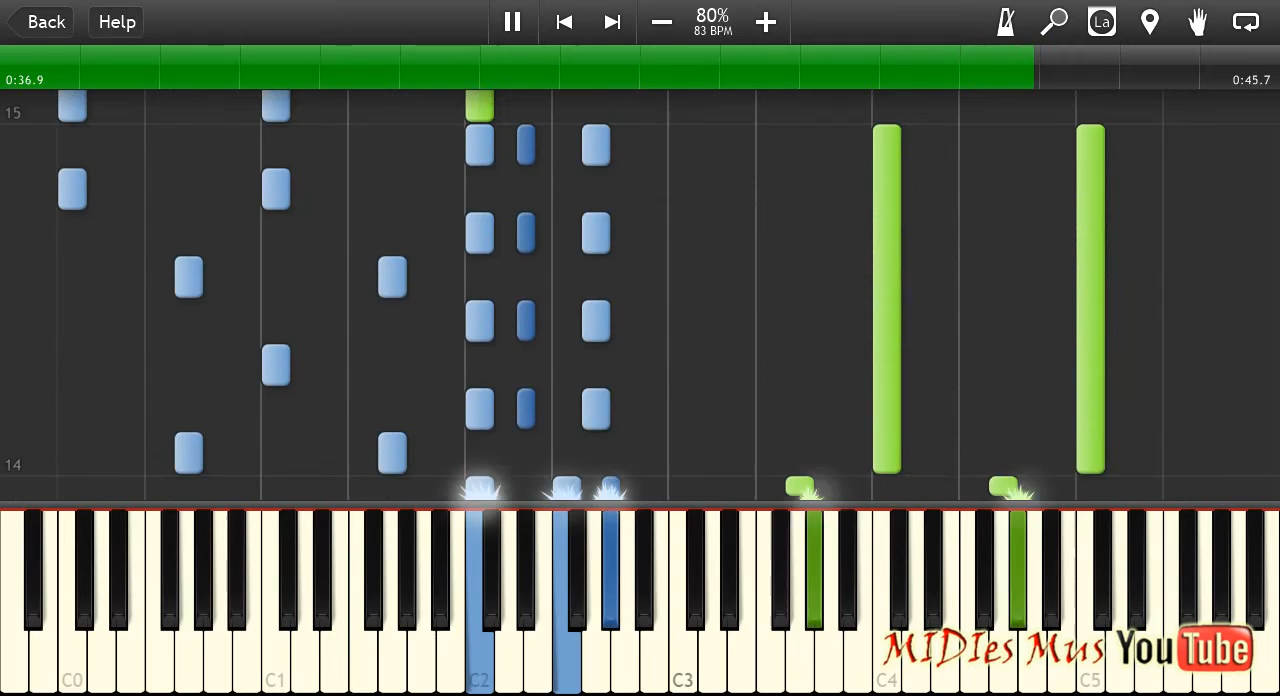 Back Help 80% La
83 BPM
0:36.9 0:45.7
15
14
MIDIes Mus YouTube
C0 C1 C2 C3 C4 C5